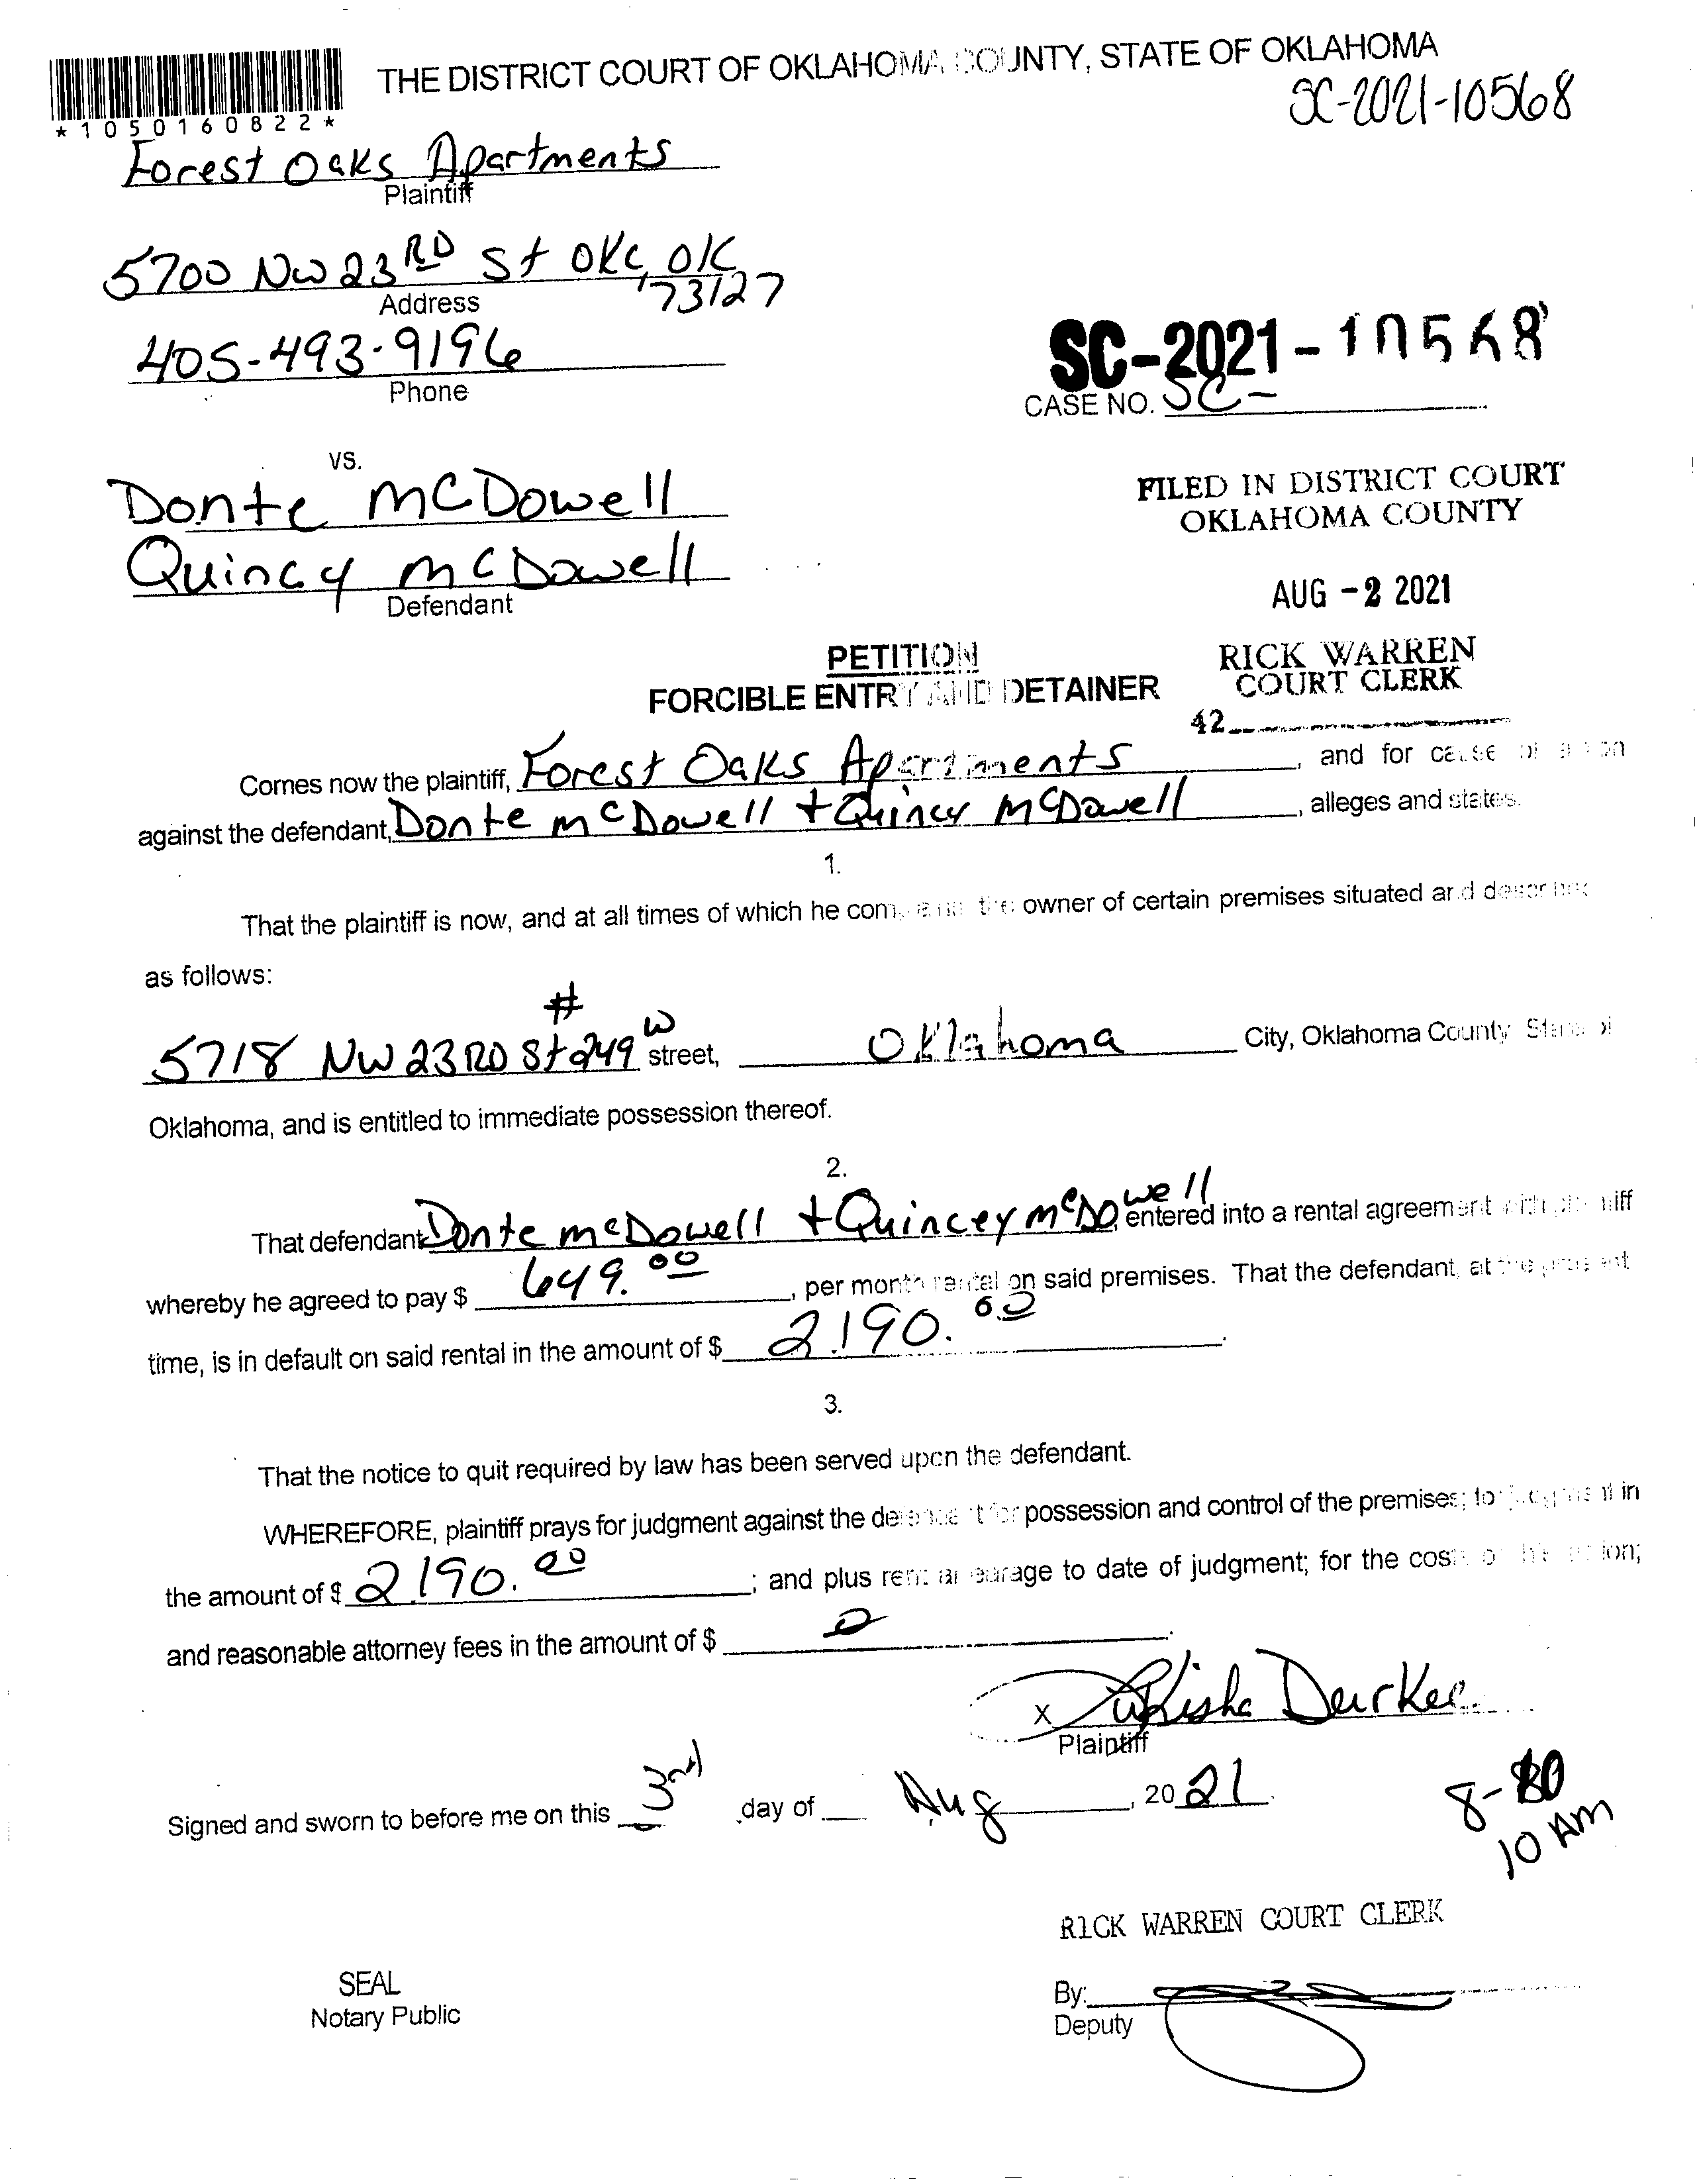 THE DISTRICT COURT OF OKLAHOMA COUNTY, STATE OF OKLAHOMA
SC-2021-10568
*1050160822*
Forest Oaks Apartments
Plaintiff
5700 NW 23RD St OKC, OK
73127
Address
405-493-9196
Phone
SC-2021-10568
CASE NO. SC-
vs.
Donte McDowell
Quincy McDowell
Defendant
FILED IN DISTRICT COURT
OKLAHOMA COUNTY
AUG -2 2021
RICK WARREN
COURT CLERK
42
PETITION
FORCIBLE ENTRY AND DETAINER
Comes now the plaintiff, Forest Oaks Apartments, and for cause of action
against the defendant, Donte McDowell + Quincy McDowell, alleges and states.
1.
That the plaintiff is now, and at all times of which he the owner of certain premises situated and described
as follows:
#
5718 NW 23RD St 249 W street, Oklahoma City, Oklahoma County State of
Oklahoma, and is entitled to immediate possession thereof.
2.
That defendant Donte McDowell + Quincey McDowell, entered into a rental agreement with plaintiff
whereby he agreed to pay $ 649.00, per month rental on said premises. That the defendant, at the present
time, is in default on said rental in the amount of $ 2190.00.
3.
That the notice to quit required by law has been served upon the defendant.
WHEREFORE, plaintiff prays for judgment against the defendant for possession and control of the premises; for judgment in
the amount of $ 2190.00; and plus rent arrearage to date of judgment; for the costs of this action;
and reasonable attorney fees in the amount of $ 0.
X Durkee
Plaintiff
Signed and sworn to before me on this day of Aug, 2021.
8-
10 AM
RICK WARREN COURT CLERK
SEAL
Notary Public
By:
Deputy